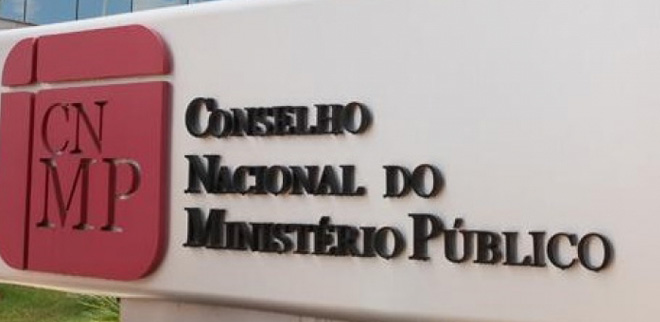 CN
MP
CONSELHO
NACIONAL DO
MINISTÉRIO PÚBLICO